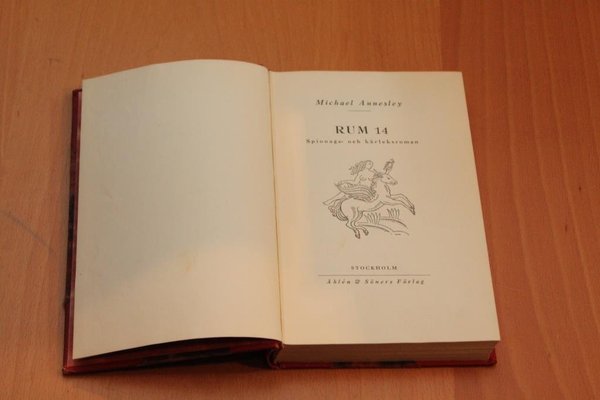 Michael Annesley
RUM 14
Spionage- och kärleksroman
STOCKHOLM
Åhlén & Söners Förlag